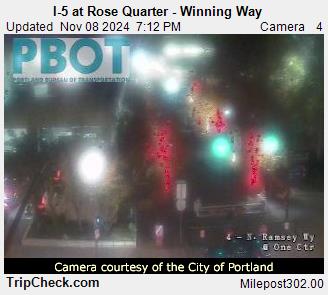 I-5 at Rose Quarter - Winning Way
Updated Nov 08 2024 7:12 PM Camera 4
PBOT
PORTLAND BUREAU OF TRANSPORTATION
4 - N. Ramsey Wy
@ One Ctr
Camera courtesy of the City of Portland
TripCheck.com Milepost302.00